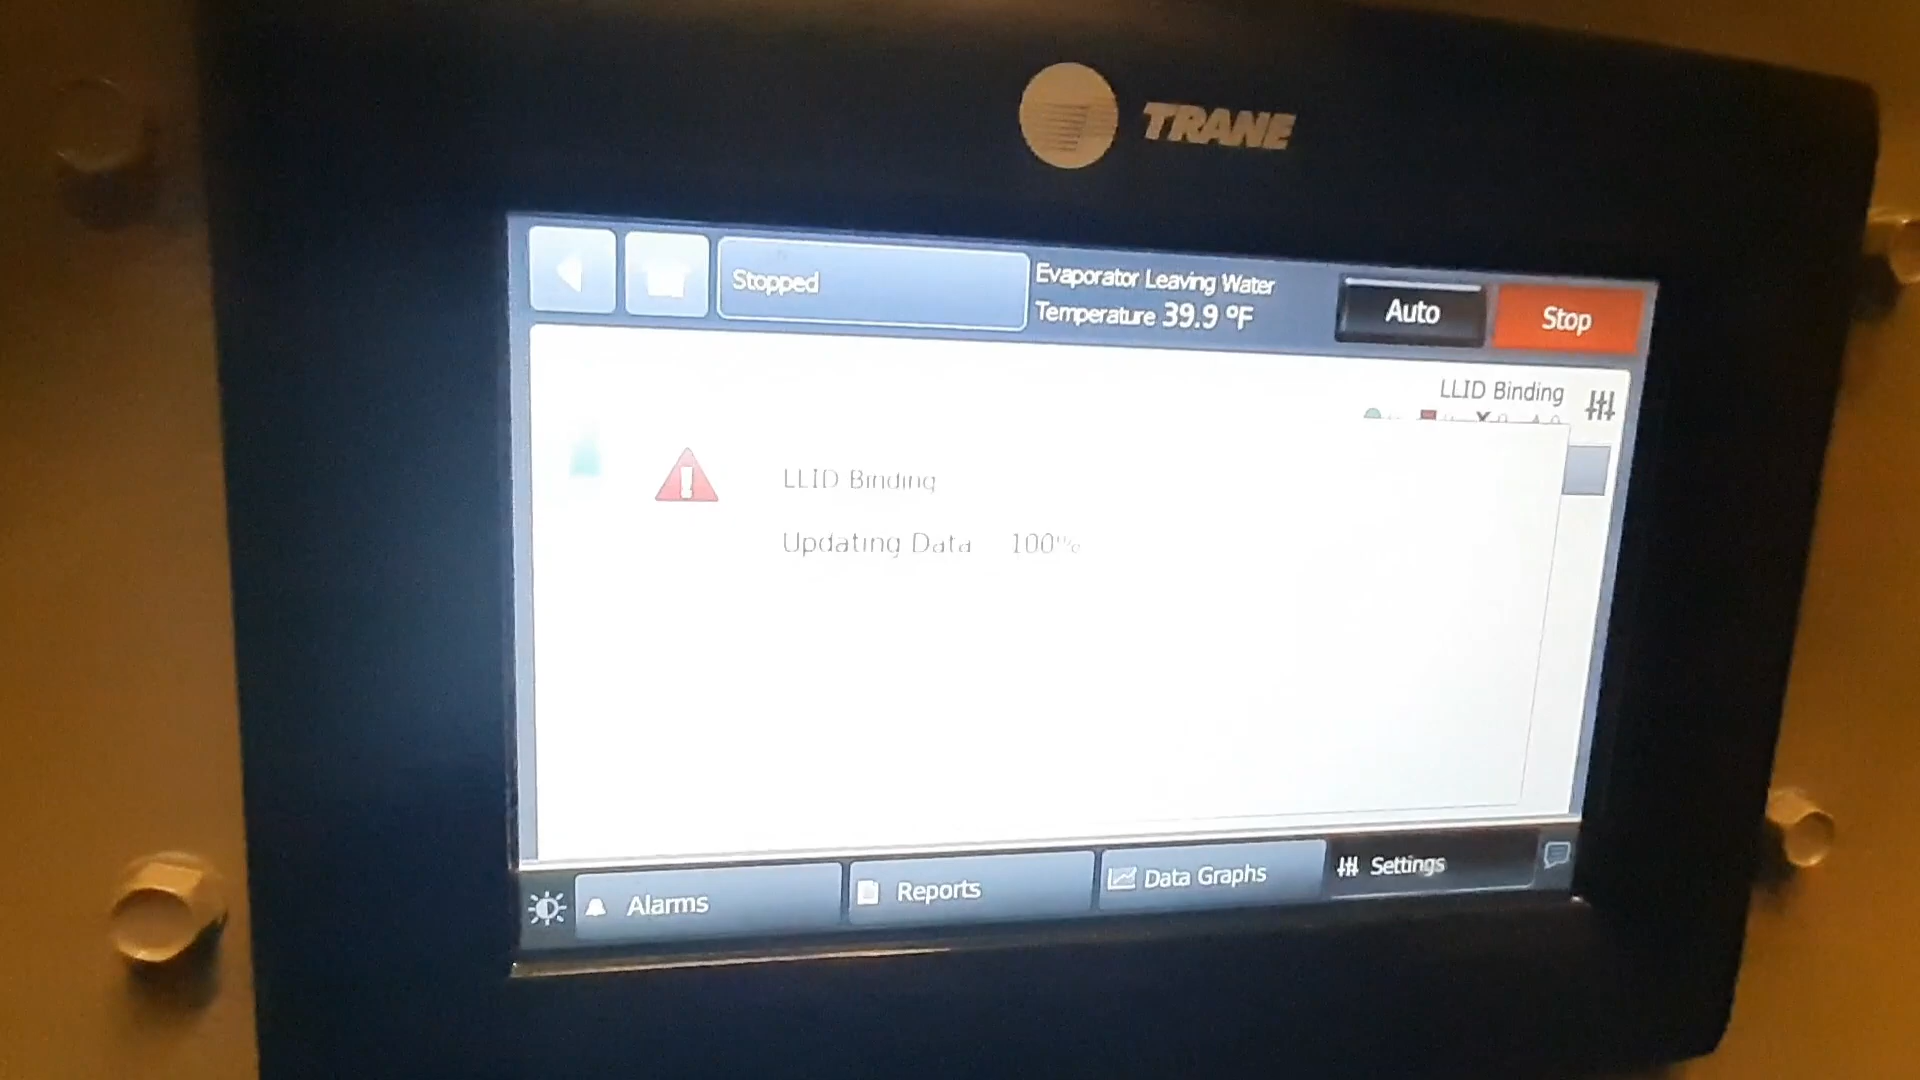 TRANE
Stopped
Evaporator Leaving Water
Temperature 39.9 ºF
Auto
Stop
LLID Binding
LLID Binding
Updating Data 100%
Alarms
Reports
Data Graphs
Settings